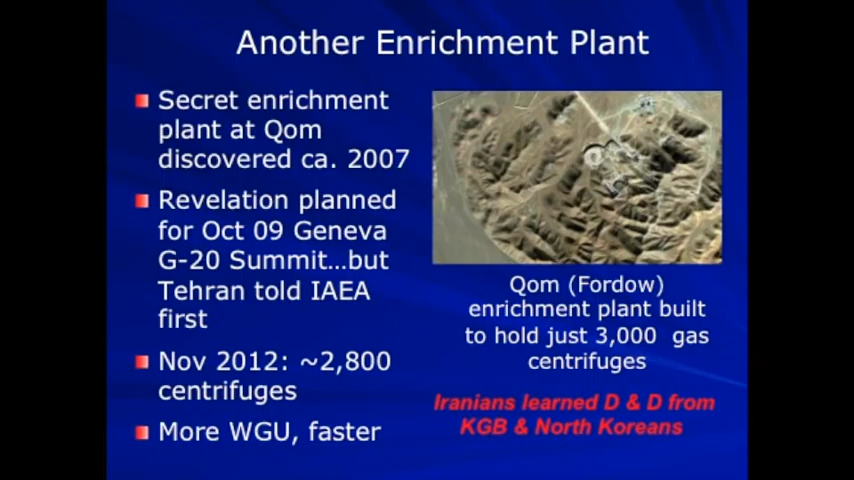 Another Enrichment Plant
Secret enrichment
plant at Qom
discovered ca. 2007
Revelation planned
for Oct 09 Geneva
G-20 Summit...but
Tehran told IAEA
first
Nov 2012: ~2,800
centrifuges
More WGU, faster
Qom (Fordow)
enrichment plant built
to hold just 3,000 gas
centrifuges
Iranians learned D & D from
KGB & North Koreans